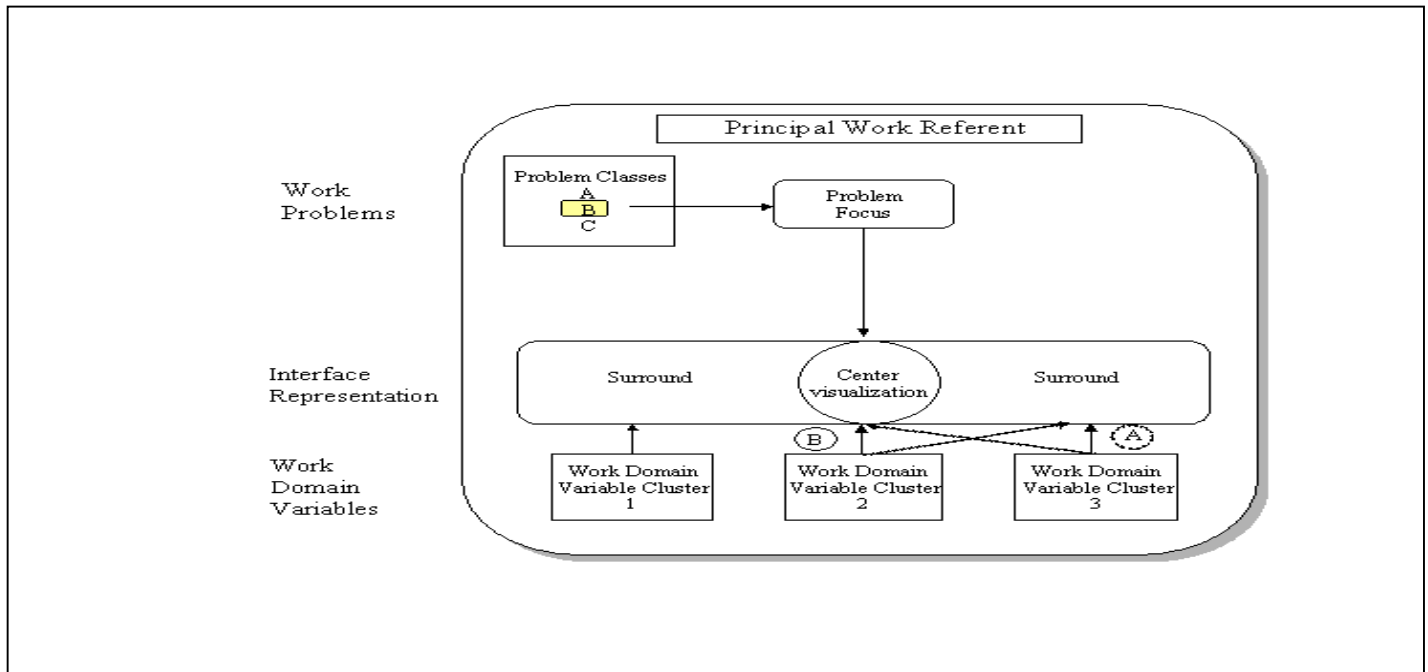 Principal Work Referent
Work
Problems
Problem Classes
A
B
C
Problem
Focus
Interface
Representation
Surround
Center
visualization
Surround
B
A
Work
Domain
Variables
Work Domain
Variable Cluster
1
Work Domain
Variable Cluster
2
Work Domain
Variable Cluster
3